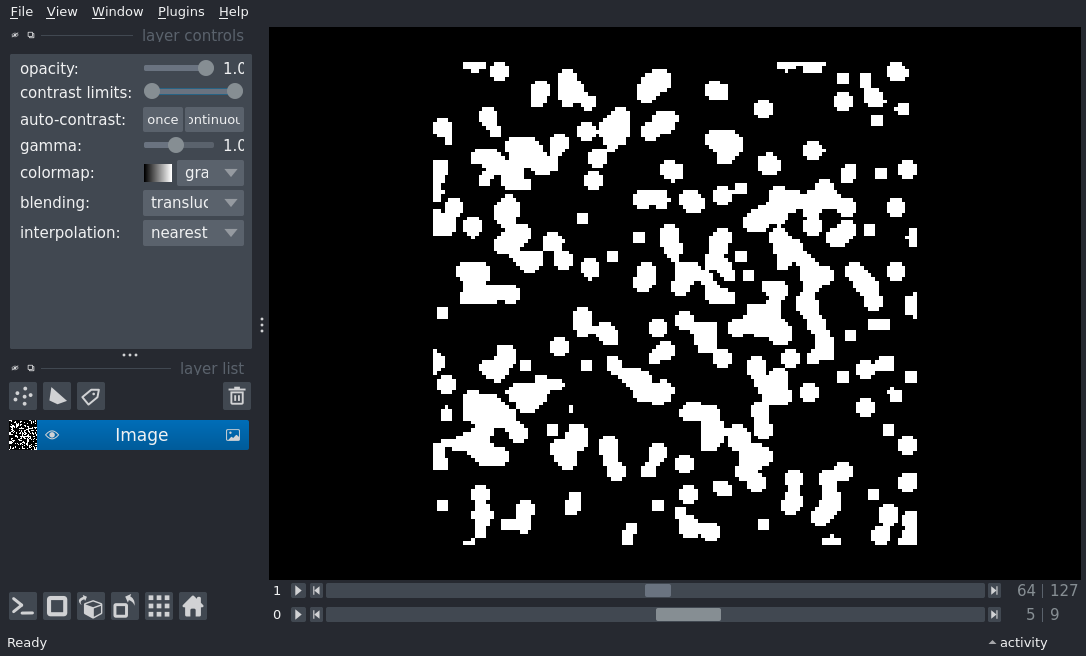 File View Window Plugins Help
layer controls
opacity: 1.0
contrast limits:
auto-contrast: once ontinuou
gamma: 1.0
colormap: gra
blending: transluc
interpolation: nearest
layer list
Image
1 64 127
0 5 9
Ready activity